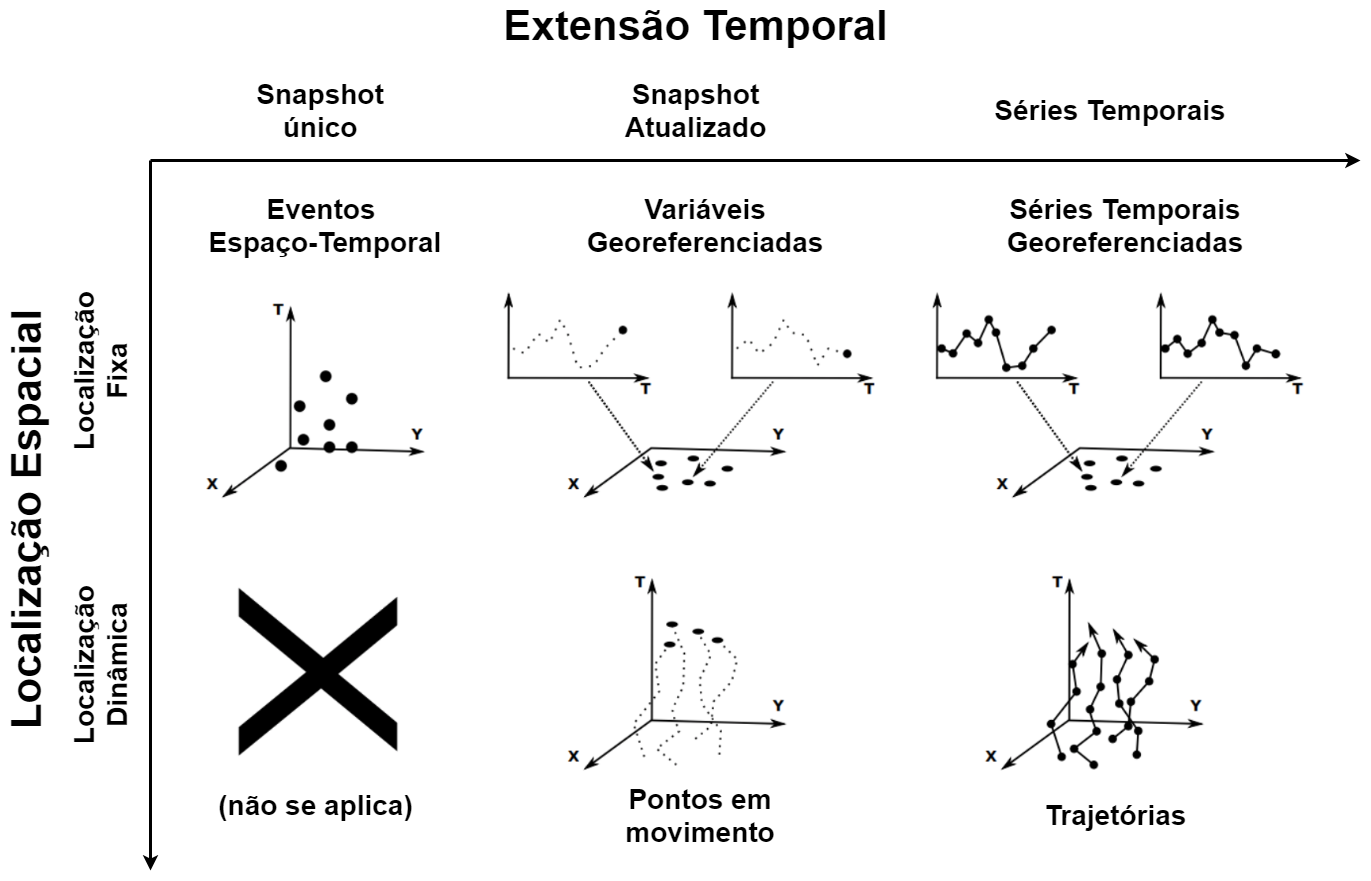 Extensão Temporal
Snapshot
único
Snapshot
Atualizado
Séries Temporais
Localização Espacial
Localização
Fixa
Eventos
Espaço-Temporal
T
Y
X
Variáveis
Georeferenciadas
T
T
Y
X
Séries Temporais
Georeferenciadas
T
T
Y
X
Localização
Dinâmica
(não se aplica)
T
Y
X
Pontos em
movimento
T
Y
X
Trajetórias